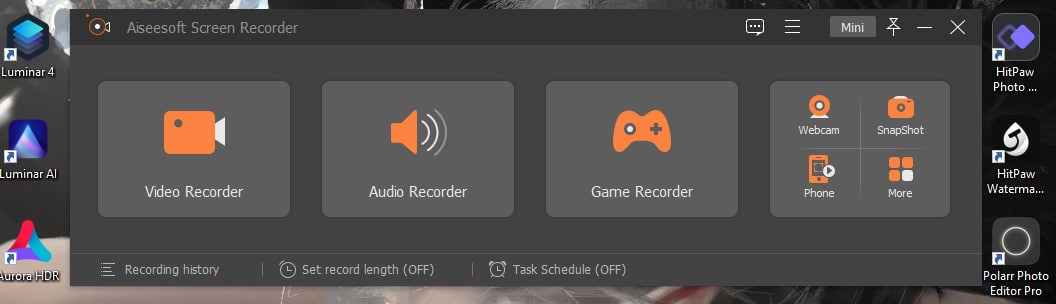 Aiseesoft Screen Recorder
Mini
Luminar 4
Luminar AI
Aurora HDR
Video Recorder
Audio Recorder
Game Recorder
Webcam
SnapShot
Phone
More
Recording history
Set record length (OFF)
Task Schedule (OFF)
HitPaw
Photo ...
HitPaw
Waterma...
Polarr Photo
Editor Pro